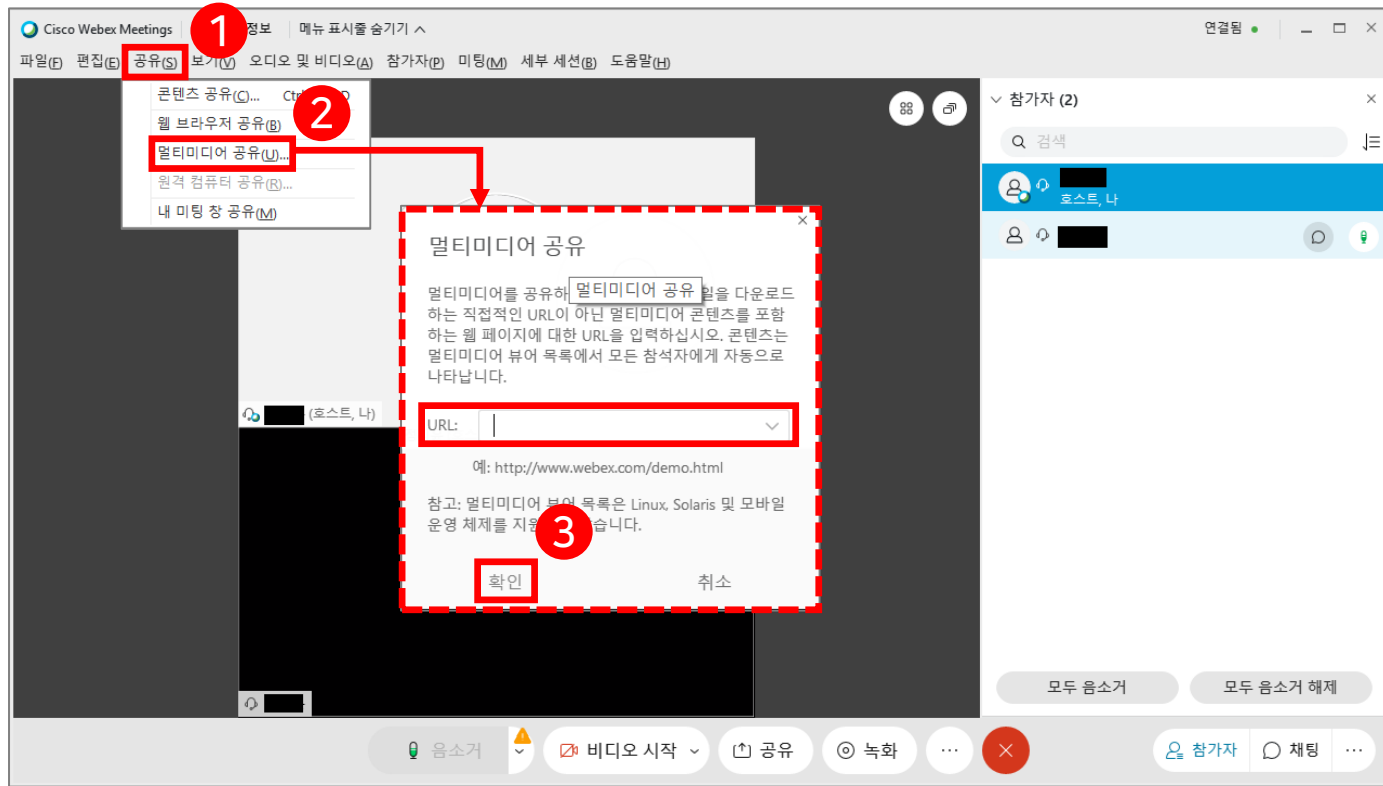 Cisco Webex Meetings 정보 메뉴 표시줄 숨기기
연결됨
1
파일(F) 편집(E) 공유(S) 보기(V) 오디오 및 비디오(A) 참가자(P) 미팅(M) 세부 세션(B) 도움말(H)
콘텐츠 공유(C)...
2
웹 브라우저 공유(B)
멀티미디어 공유(U)...
원격 컴퓨터 공유(R)...
내 미팅 창 공유(M)
멀티미디어 공유
멀티미디어를 공유하 멀티미디어 공유 일을 다운로드
하는 직접적인 URL이 아닌 멀티미디어 콘텐츠를 포함
하는 웹 페이지에 대한 URL을 입력하십시오. 콘텐츠는
멀티미디어 뷰어 목록에서 모든 참석자에게 자동으로
나타납니다.
URL:
예: http://www.webex.com/demo.html
참고: 멀티미디어 뷰어 목록은 Linux, Solaris 및 모바일
운영 체제를 습니다.
3
확인 취소
(호스트, 나)
참가자 (2)
검색
호스트, 나
모두 음소거 모두 음소거 해제
음소거 비디오 시작 공유 녹화 참가자 채팅